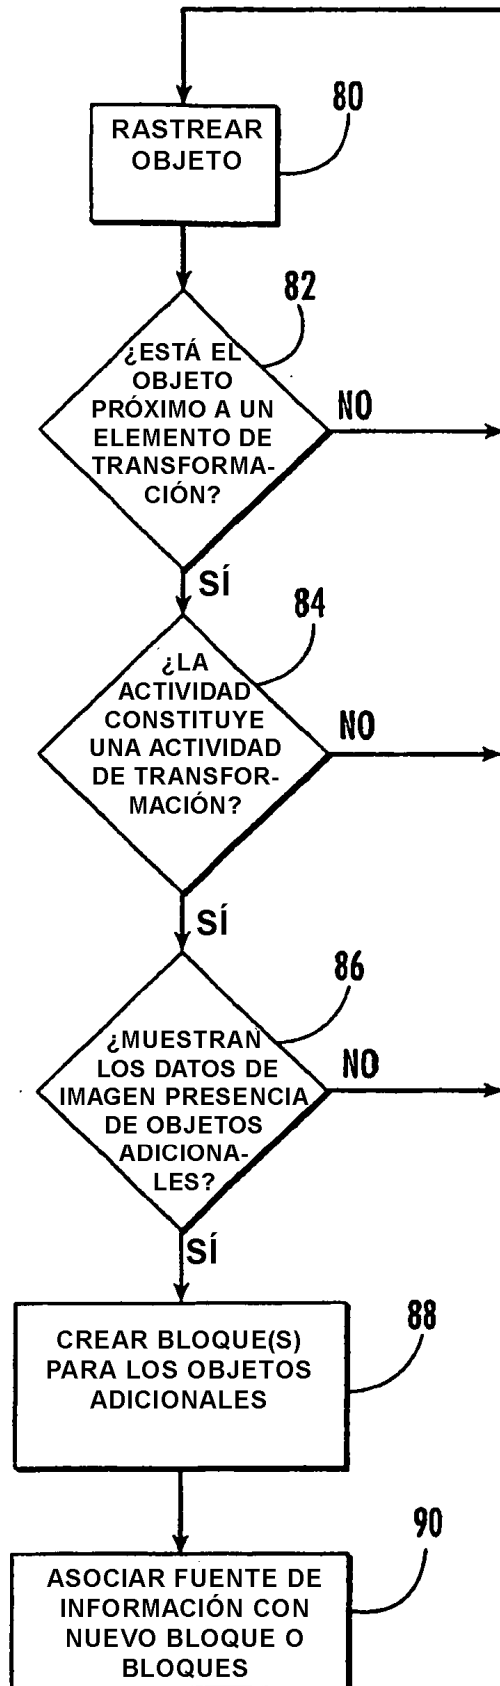 80
RASTREAR
OBJETO
82
¿ESTÁ EL
OBJETO
PRÓXIMO A UN
ELEMENTO DE
TRANSFORMA-
CIÓN?
NO
SÍ
84
¿LA
ACTIVIDAD
CONSTITUYE
UNA ACTIVIDAD
DE TRANSFOR-
MACIÓN?
NO
SÍ
86
¿MUESTRAN
LOS DATOS DE
IMAGEN PRESENCIA
DE OBJETOS
ADICIONA-
LES?
NO
SÍ
88
CREAR BLOQUE(S)
PARA LOS OBJETOS
ADICIONALES
90
ASOCIAR FUENTE DE
INFORMACIÓN CON
NUEVO BLOQUE O
BLOQUES